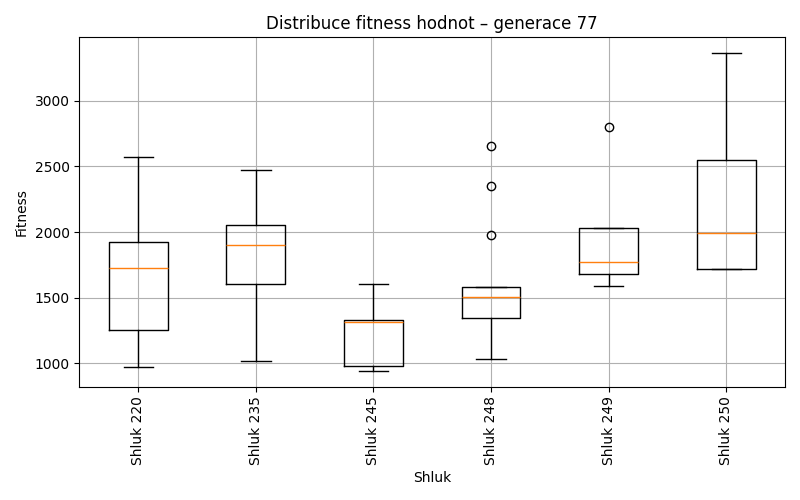 Distribuce fitness hodnot – generace 77
Fitness
3000
2500
2000
1500
1000
Shluk 220
Shluk 235
Shluk 245
Shluk 248
Shluk 249
Shluk 250
Shluk